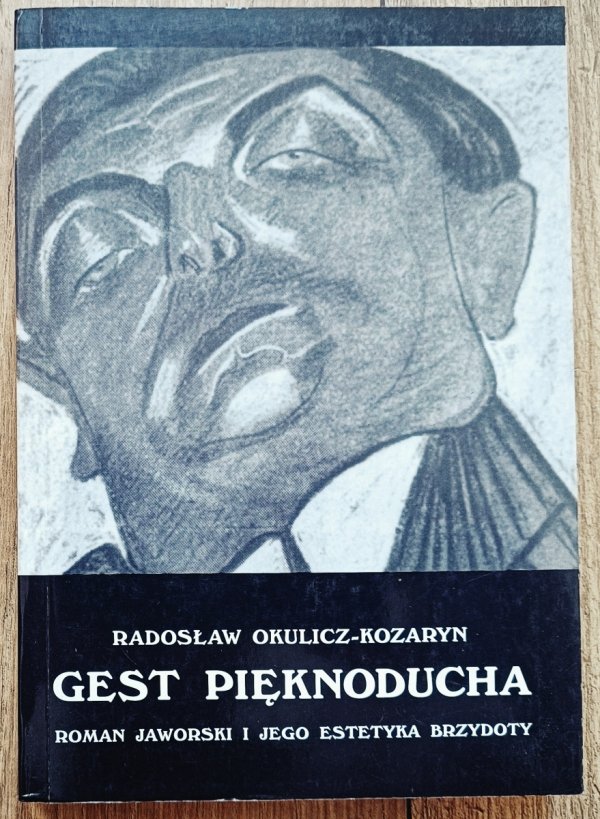 RADOSŁAW OKULICZ-KOZARYN
GEST PIĘKNODUCHA
ROMAN JAWORSKI I JEGO ESTETYKA BRZYDOTY